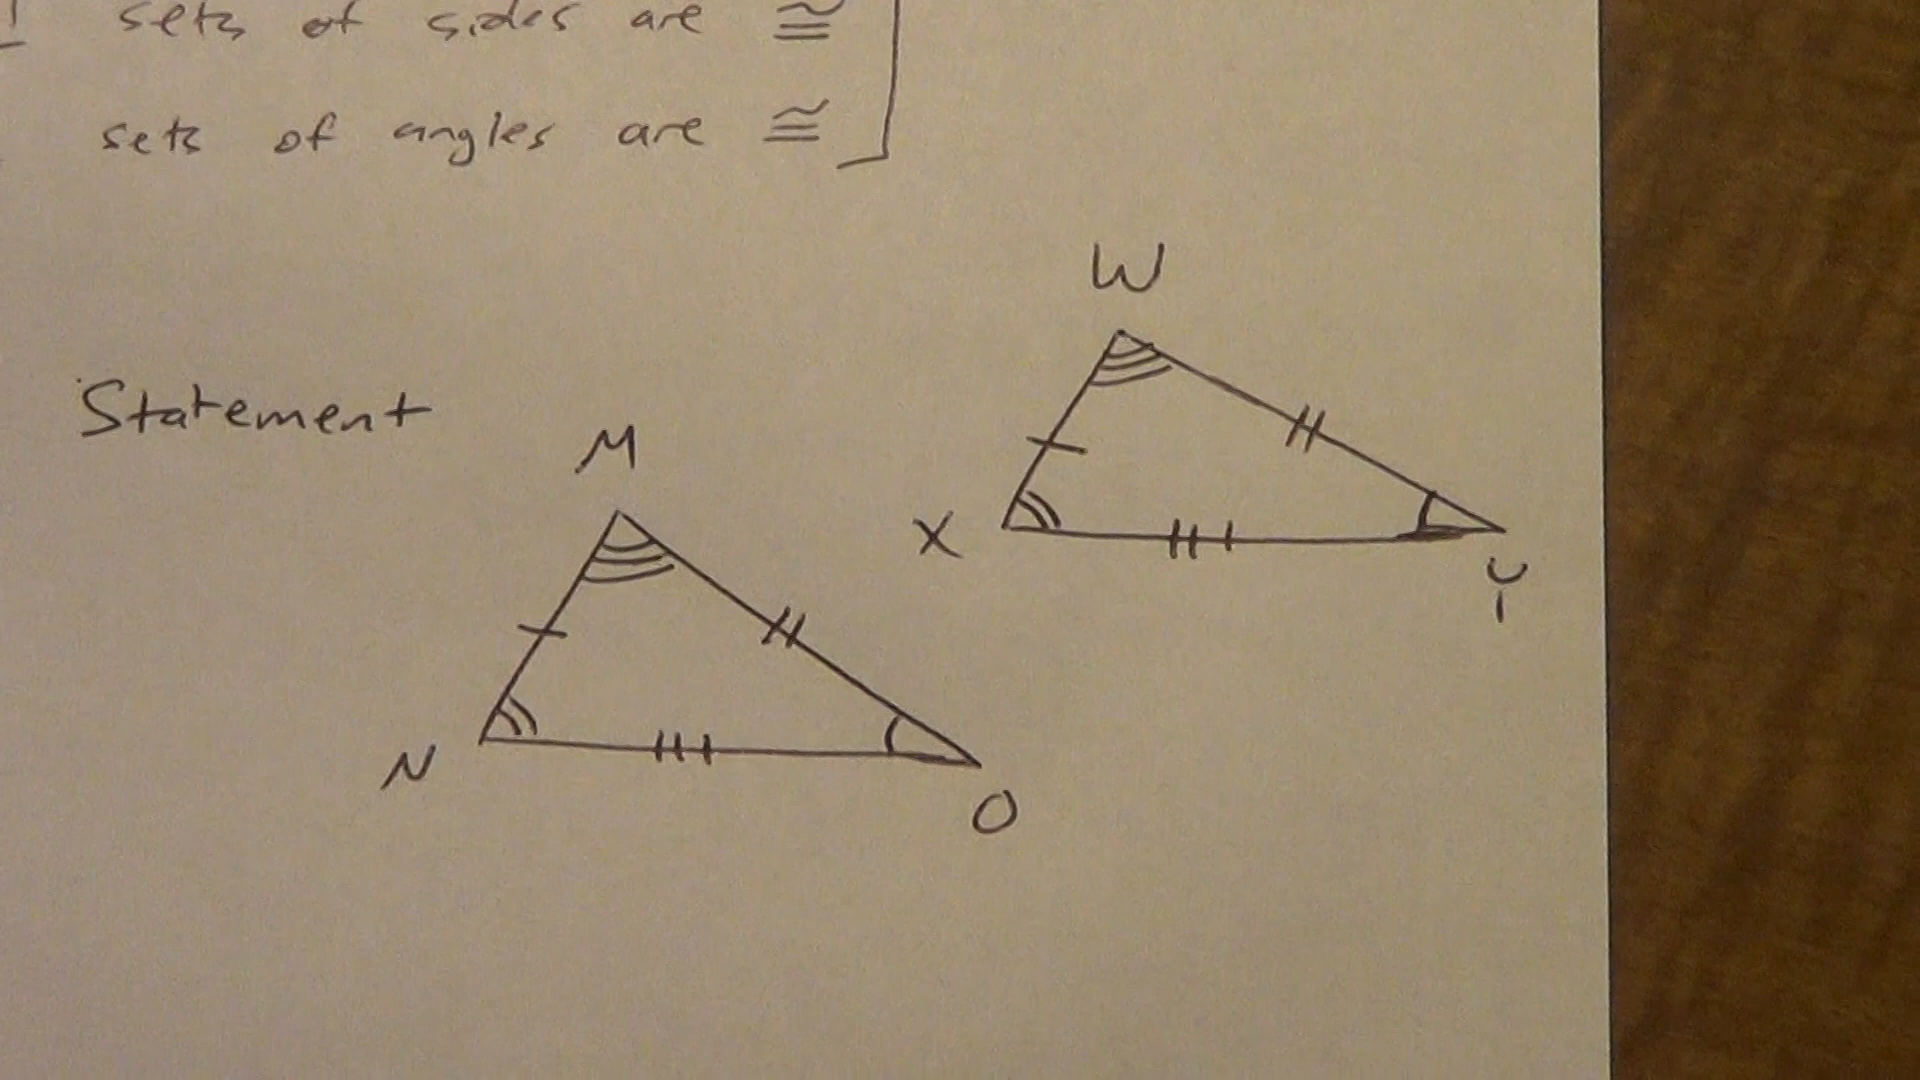 sets of sides are ≅
sets of angles are ≅
W
Statement
M
X
Y
N
O